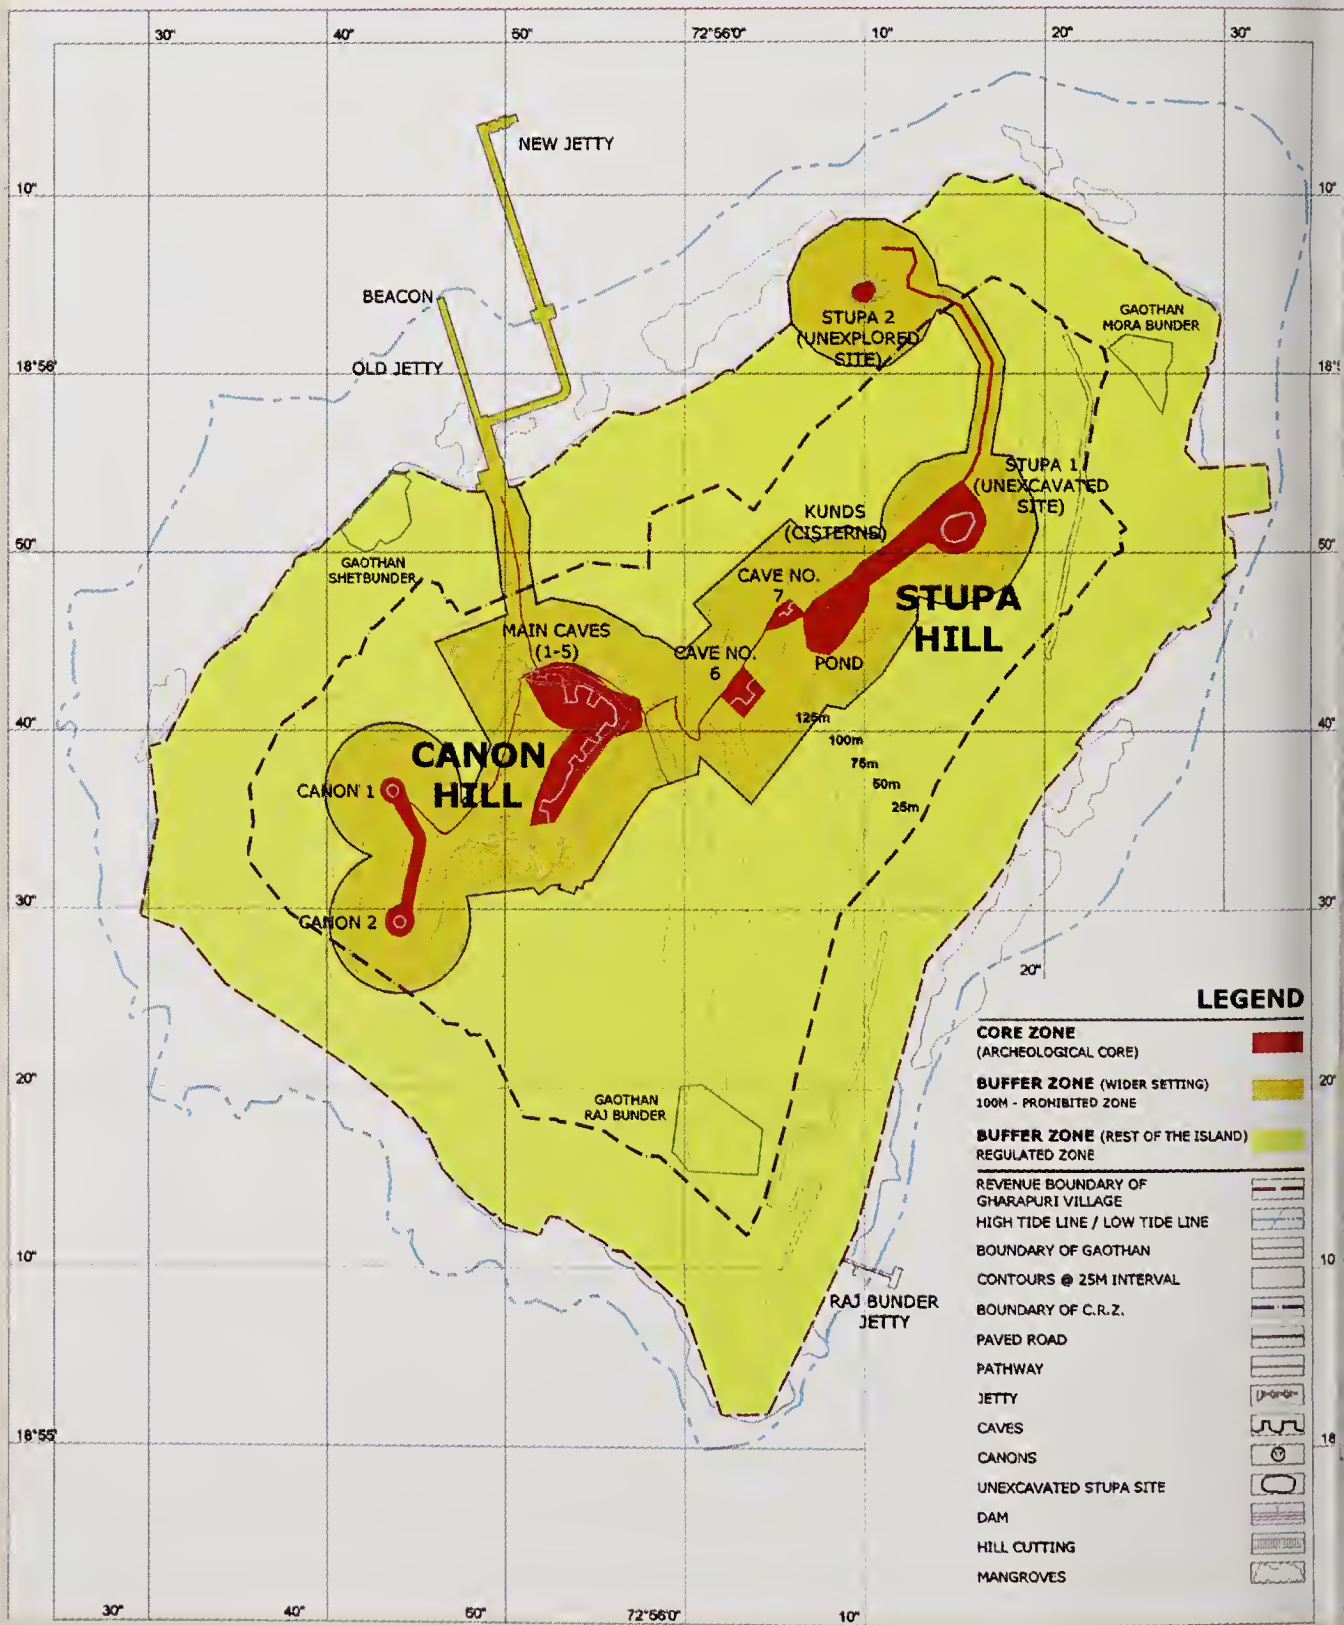 30"
40"
50"
72°56'0"
10"
20"
30"
NEW JETTY
10"
10"
BEACON
STUPA 2
(UNEXPLORED
SITE)
GAOTHAN
MORA BUNDER
18°56'
OLD JETTY
18°5
STUPA 1
(UNEXCAVATED
SITE)
KUNDS
(CISTERNS)
50"
50"
GAOTHAN
SHETBUNDER
CAVE NO.
7
STUPA
HILL
MAIN CAVES
(1-5)
CAVE NO.
6
POND
40"
40"
125m
100m
75m
50m
25m
CANON
HILL
CANON 1
30"
30"
CANON 2
20"
LEGEND
CORE ZONE
(ARCHEOLOGICAL CORE)
BUFFER ZONE (WIDER SETTING)
100M - PROHIBITED ZONE
BUFFER ZONE (REST OF THE ISLAND)
REGULATED ZONE
REVENUE BOUNDARY OF
GHARAPURI VILLAGE
HIGH TIDE LINE / LOW TIDE LINE
BOUNDARY OF GAOTHAN
CONTOURS @ 25M INTERVAL
BOUNDARY OF C.R.Z.
PAVED ROAD
PATHWAY
JETTY
CAVES
CANONS
UNEXCAVATED STUPA SITE
DAM
HILL CUTTING
MANGROVES
20"
20"
GAOTHAN
RAJ BUNDER
10"
10
RAJ BUNDER
JETTY
18°55'
18
30"
40"
50"
72°56'0"
10"